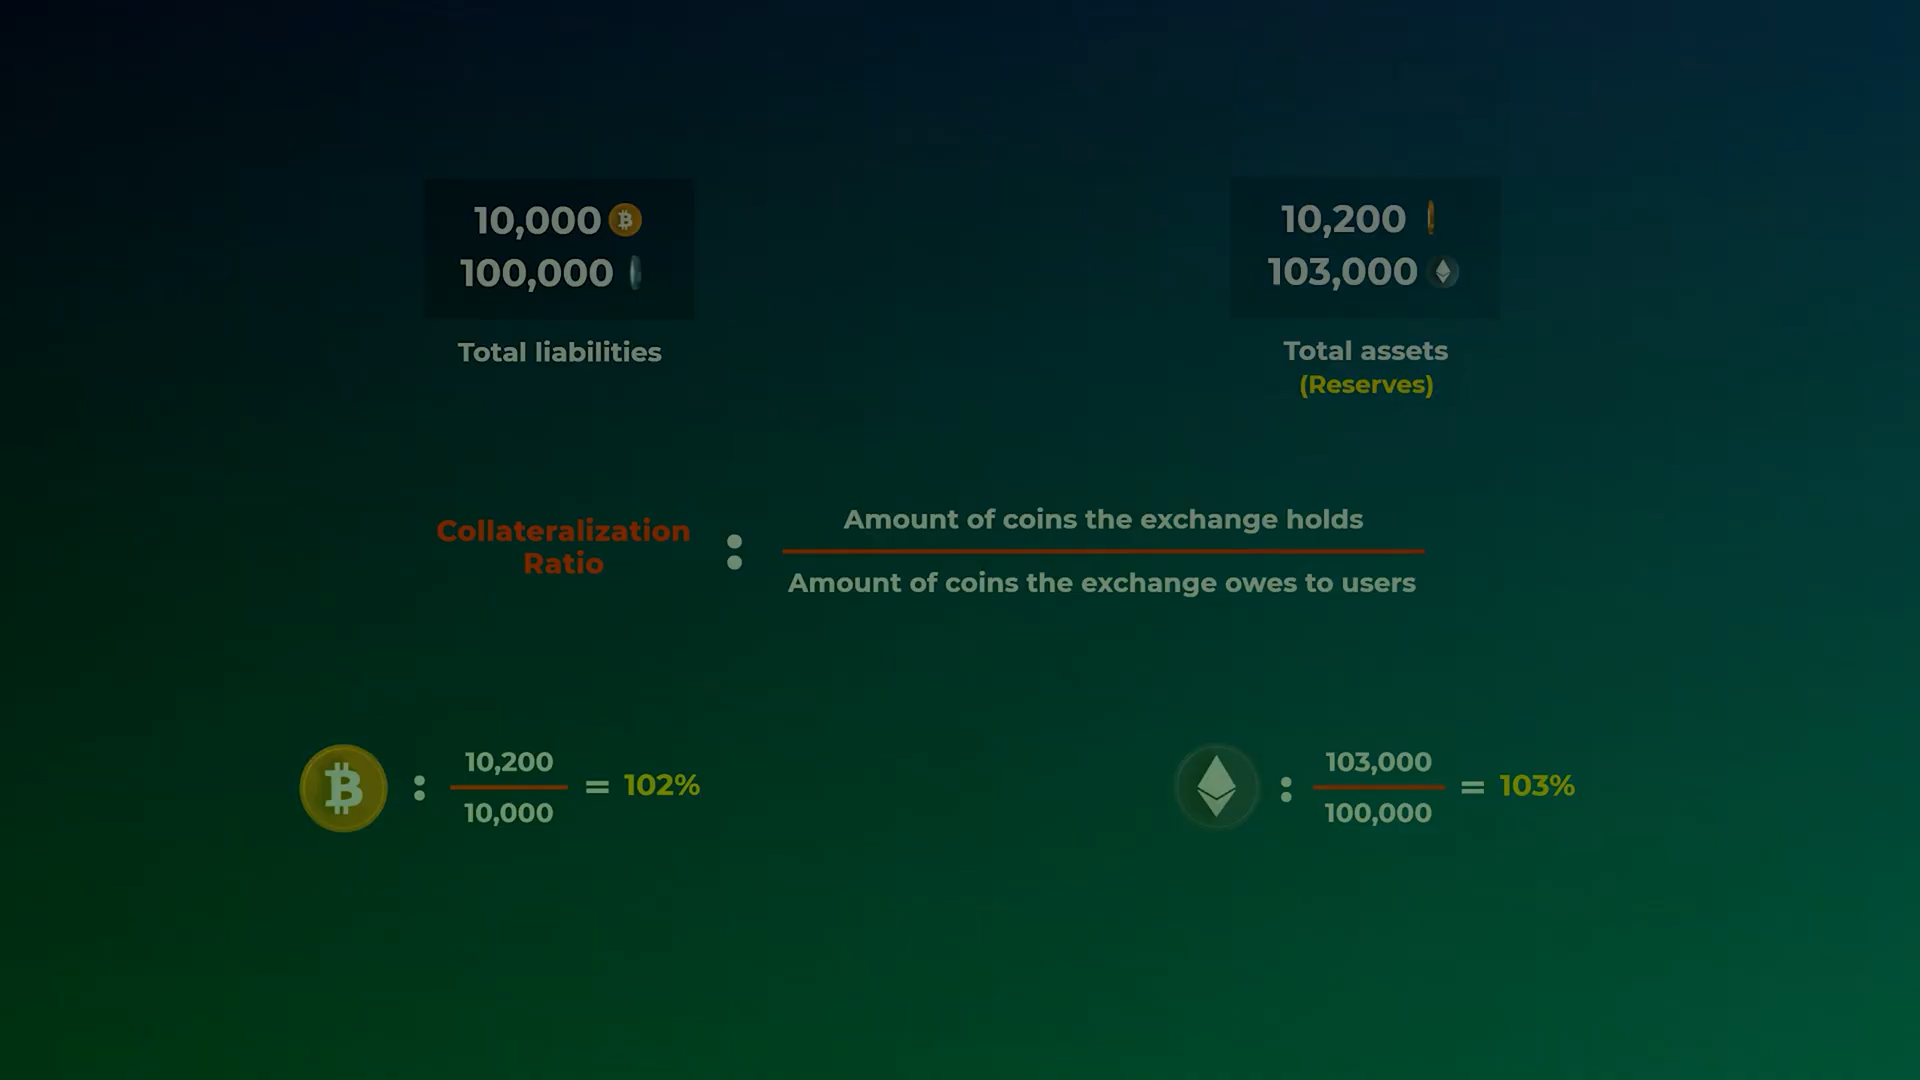 10,000
100,000
Total liabilities
10,200
103,000
Total assets
(Reserves)
Collateralization
Ratio
:
Amount of coins the exchange holds
Amount of coins the exchange owes to users
: 10,200
10,000
= 102%
: 103,000
100,000
= 103%